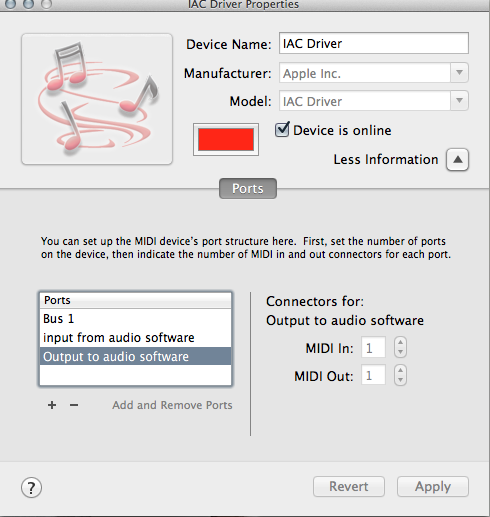 IAC Driver Properties
Device Name: IAC Driver
Manufacturer: Apple Inc.
Model: IAC Driver
Device is online
Less Information
Ports
You can set up the MIDI device's port structure here. First, set the number of ports
on the device, then indicate the number of MIDI in and out connectors for each port.
Ports
Bus 1
input from audio software
Output to audio software
+ - Add and Remove Ports
Connectors for:
Output to audio software
MIDI In: 1
MIDI Out: 1
? Revert Apply